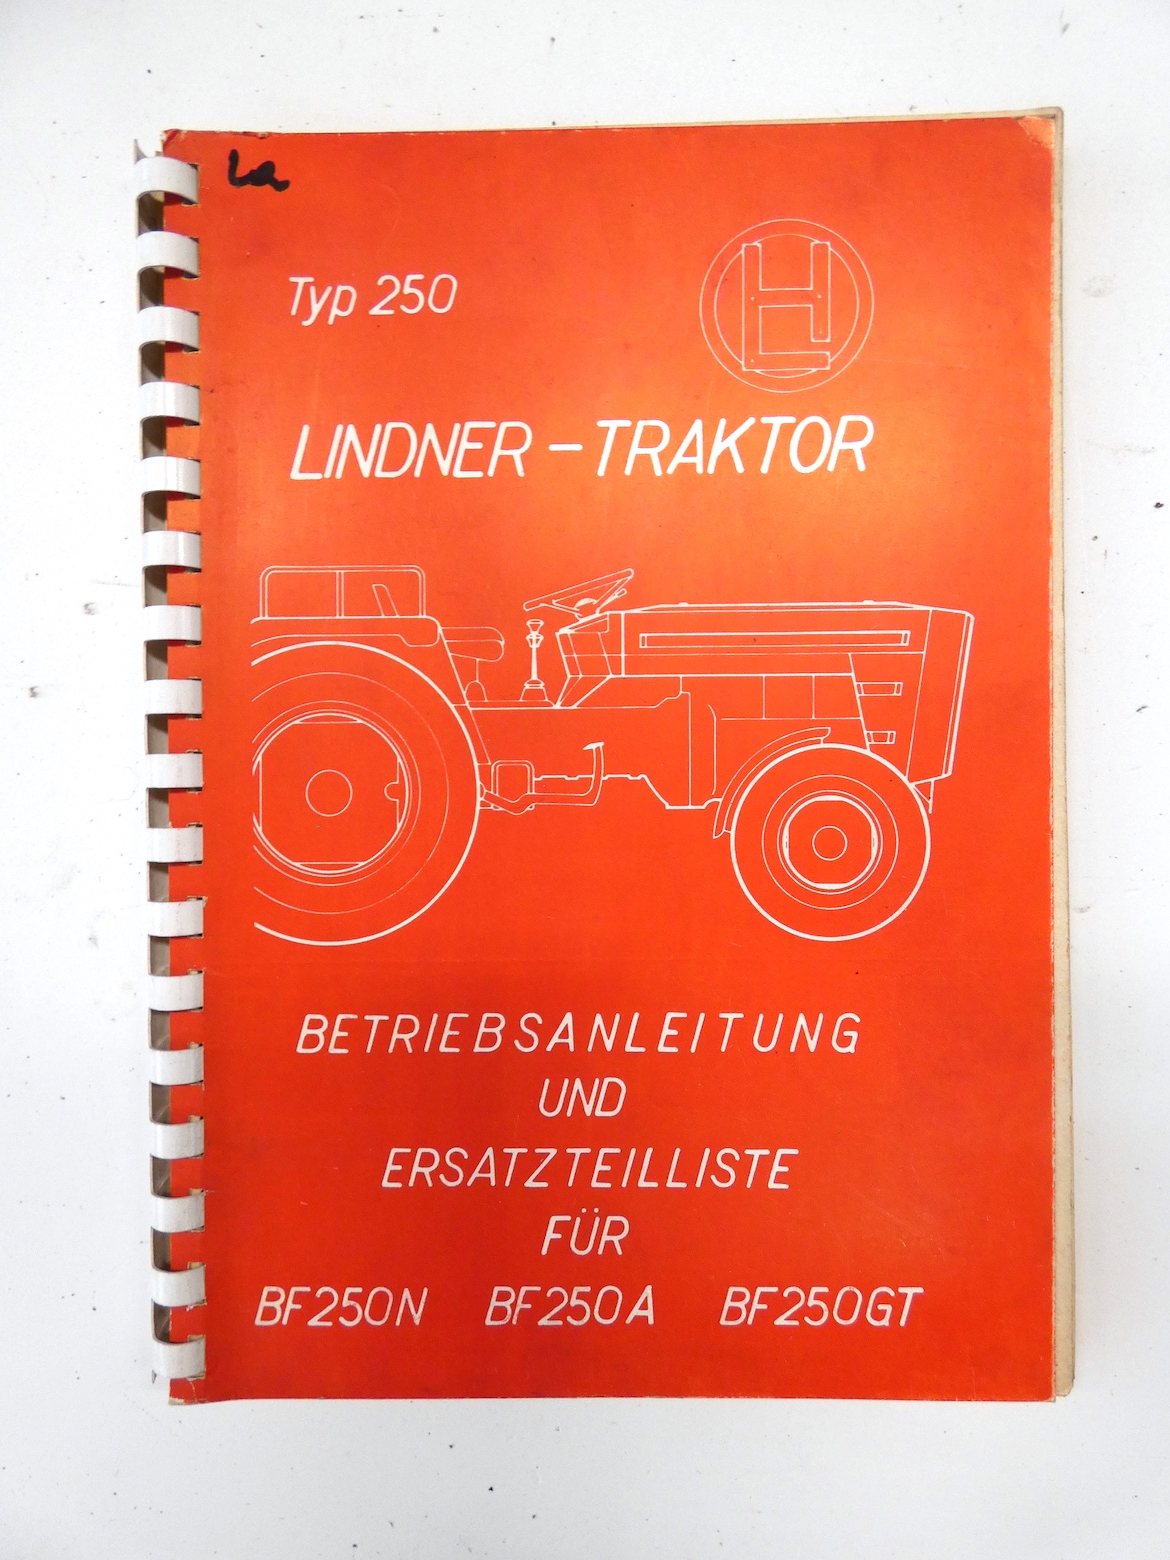 Typ 250
LINDNER – TRAKTOR
BETRIEBSANLEITUNG
UND
ERSATZTEILLISTE
FÜR
BF250N BF250A BF250GT